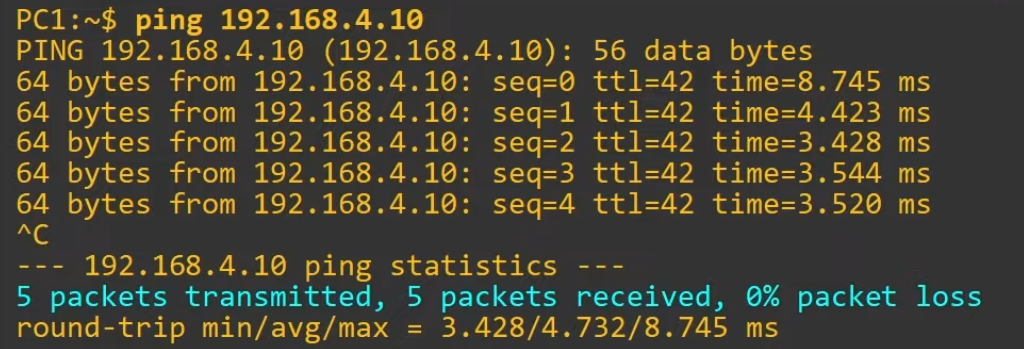 PC1:~$ ping 192.168.4.10
PING 192.168.4.10 (192.168.4.10): 56 data bytes
64 bytes from 192.168.4.10: seq=0 ttl=42 time=8.745 ms
64 bytes from 192.168.4.10: seq=1 ttl=42 time=4.423 ms
64 bytes from 192.168.4.10: seq=2 ttl=42 time=3.428 ms
64 bytes from 192.168.4.10: seq=3 ttl=42 time=3.544 ms
64 bytes from 192.168.4.10: seq=4 ttl=42 time=3.520 ms
^C
--- 192.168.4.10 ping statistics ---
5 packets transmitted, 5 packets received, 0% packet loss
round-trip min/avg/max = 3.428/4.732/8.745 ms